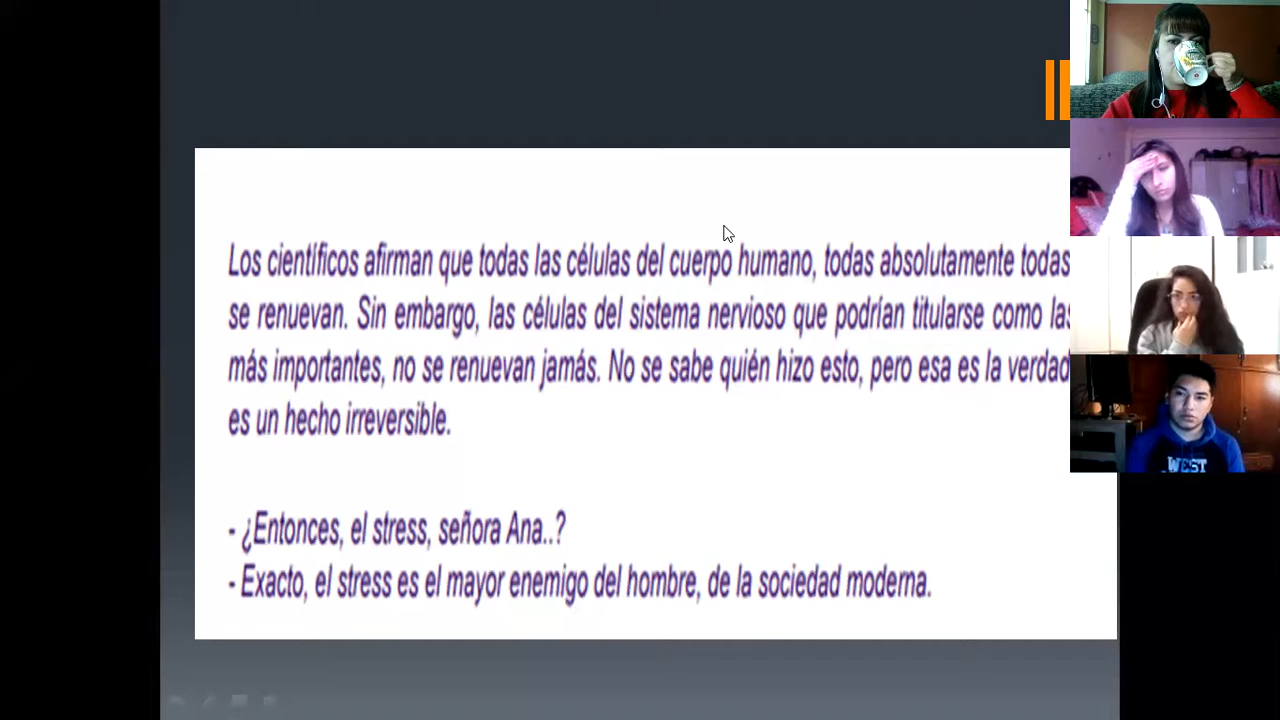 Los científicos afirman que todas las células del cuerpo humano, todas absolutamente todas
se renuevan. Sin embargo, las células del sistema nervioso que podrían titularse como las
más importantes, no se renuevan jamás. No se sabe quién hizo esto, pero esa es la verdad
es un hecho irreversible.
- ¿Entonces, el stress, señora Ana..?
- Exacto, el stress es el mayor enemigo del hombre, de la sociedad moderna.
WEST